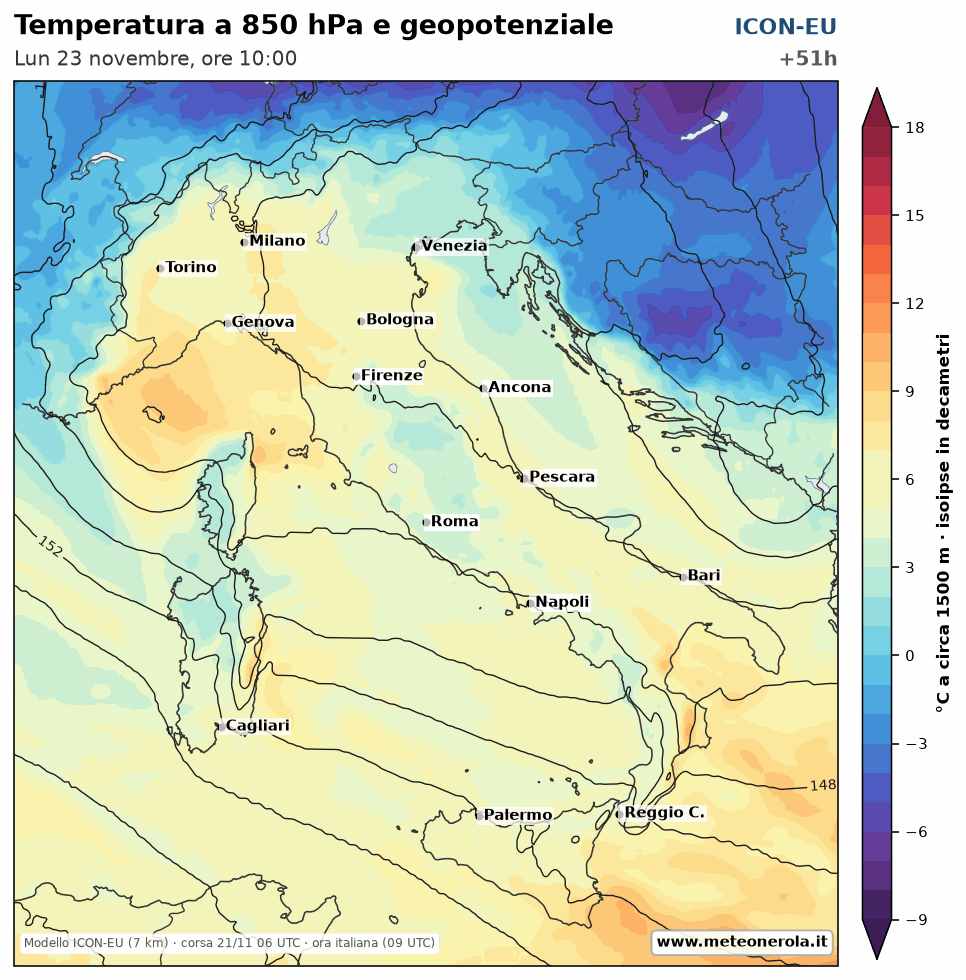 Temperatura a 850 hPa e geopotenziale
ICON-EU
Lun 23 novembre, ore 10:00
+51h
Milano
Venezia
Torino
Genova
Bologna
Firenze
Ancona
Pescara
Roma
152
Bari
Napoli
Cagliari
148
Palermo
Reggio C.
Modello ICON-EU (7 km) · corsa 21/11 06 UTC · ora italiana (09 UTC)
www.meteonerola.it
18
15
12
9
6
3
0
−3
−6
−9
°C a circa 1500 m · isoipse in decametri